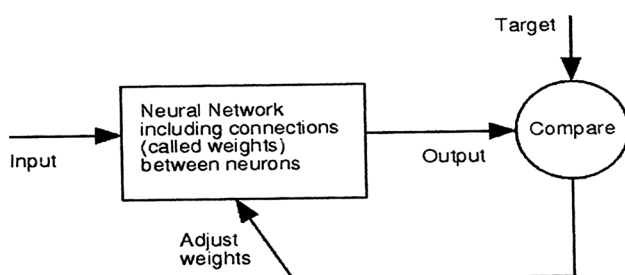 Target
Neural Network
including connections
(called weights)
between neurons
Compare
Input
Output
Adjust
weights